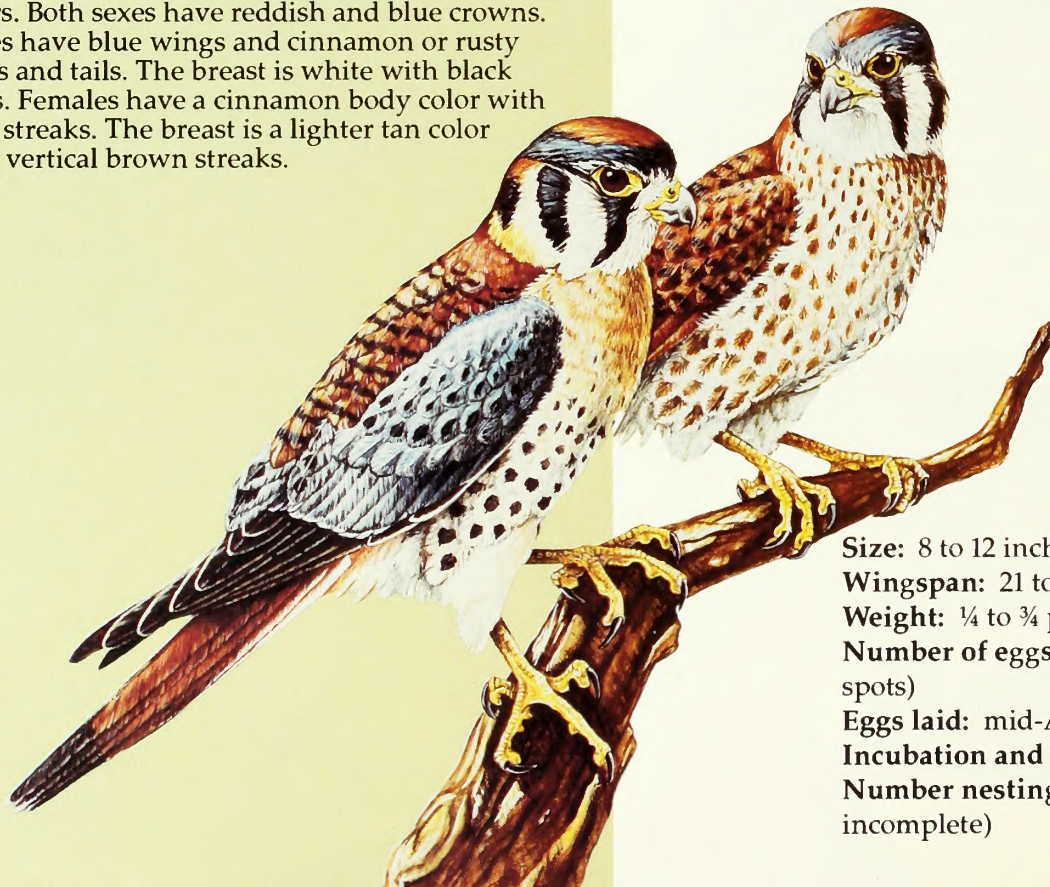 rs. Both sexes have reddish and blue crowns.
es have blue wings and cinnamon or rusty
s and tails. The breast is white with black
s. Females have a cinnamon body color with
streaks. The breast is a lighter tan color
vertical brown streaks.
Size: 8 to 12 inch
Wingspan: 21 to
Weight: ¼ to ¾ p
Number of eggs
spots)
Eggs laid: mid-A
Incubation and
Number nesting
incomplete)